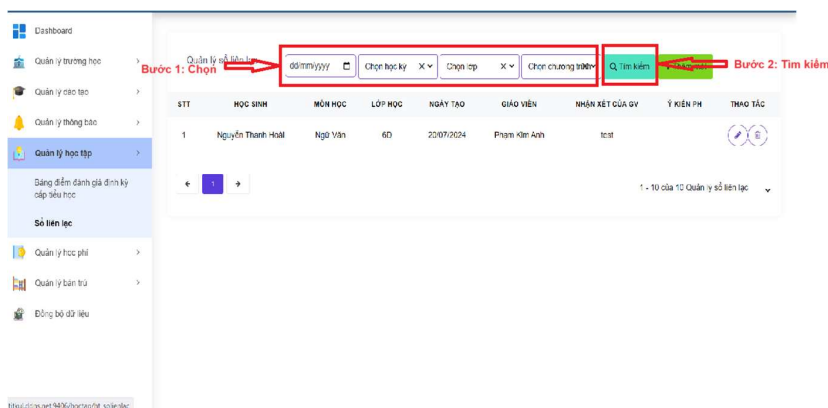 Dashboard
Quản lý trường học
Quản lý đào tạo
Quản lý thông báo
Quản lý học tập
Bảng điểm đánh giá định kỳ
cấp tiểu học
Sổ liên lạc
Quản lý học phí
Quản lý bán trú
Đồng bộ dữ liệu
Quản lý sổ liên lạc
Bước 1: Chọn
dd/mm/yyyy
Chọn học kỳ
Chọn lớp
Chọn chương trình
Tìm kiếm
Bước 2: Tìm kiếm
STT HỌC SINH MÔN HỌC LỚP HỌC NGÀY TẠO GIÁO VIÊN NHẬN XÉT CỦA GV Ý KIẾN PH THAO TÁC
1 Nguyễn Thanh Hoài Ngữ Văn 6D 20/07/2024 Phạm Kim Anh test
1
1 - 10 của 10 Quản lý sổ liên lạc